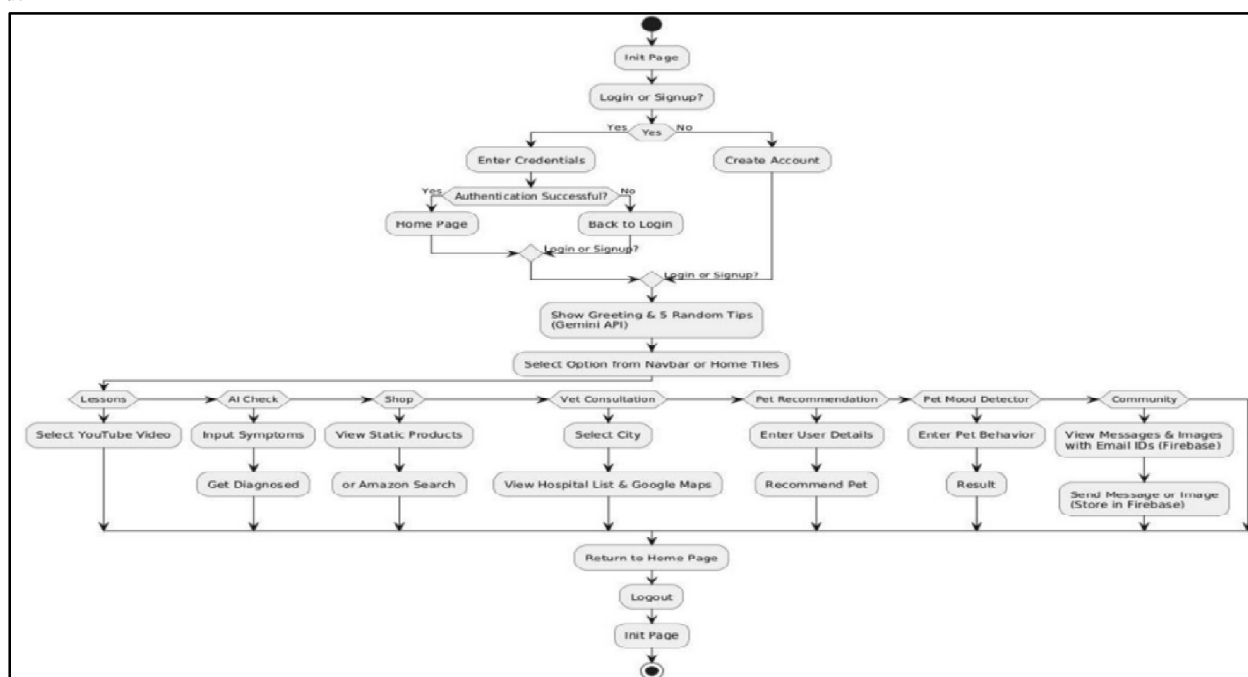 Init Page
Login or Signup?
Yes
Yes
No
Enter Credentials
Create Account
Yes
Authentication Successful?
No
Home Page
Back to Login
Login or Signup?
Login or Signup?
Show Greeting & 5 Random Tips
(Gemini API)
Select Option from Navbar or Home Tiles
Lessons
AI Check
Shop
Vet Consultation
Pet Recommendation
Pet Mood Detector
Community
Select YouTube Video
Input Symptoms
View Static Products
Select City
Enter User Details
Enter Pet Behavior
View Messages & Images
with Email IDs (Firebase)
Get Diagnosed
or Amazon Search
View Hospital List & Google Maps
Recommend Pet
Result
Send Message or Image
(Store in Firebase)
Return to Home Page
Logout
Init Page